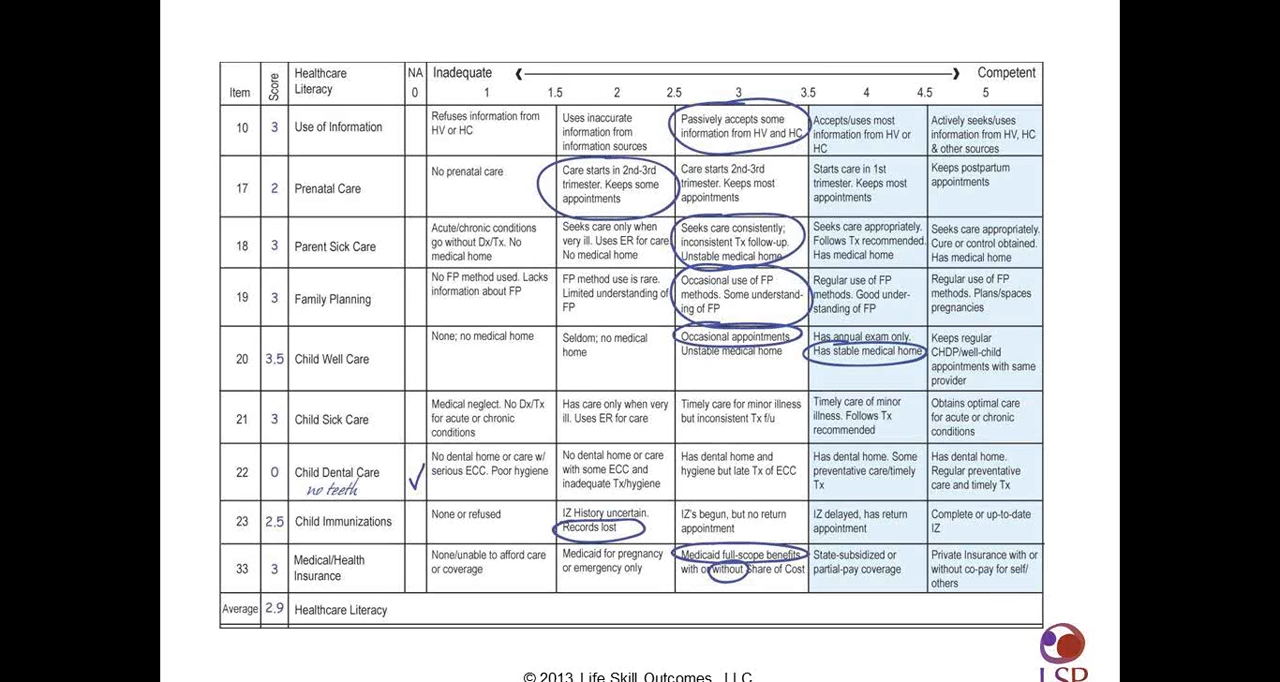 Item Score Healthcare Literacy NA 0 Inadequate Competent
1 1.5 2 2.5 3 3.5 4 4.5 5
10 3 Use of Information
Refuses information from
HV or HC
Uses inaccurate
information from
information sources
Passively accepts some
information from HV and HC
Accepts/uses most
information from HV or
HC
Actively seeks/uses
information from HV, HC
& other sources
17 2 Prenatal Care
No prenatal care
Care starts in 2nd-3rd
trimester. Keeps some
appointments
Care starts 2nd-3rd
trimester. Keeps most
appointments
Starts care in 1st
trimester. Keeps most
appointments
Keeps postpartum
appointments
18 3 Parent Sick Care
Acute/chronic conditions
go without Dx/Tx. No
medical home
Seeks care only when
very ill. Uses ER for care
No medical home
Seeks care consistently;
inconsistent Tx follow-up.
Unstable medical home
Seeks care appropriately.
Follows Tx recommended.
Has medical home
Seeks care appropriately.
Cure or control obtained.
Has medical home
19 3 Family Planning
No FP method used. Lacks
information about FP
FP method use is rare.
Limited understanding of
FP
Occasional use of FP
methods. Some understand-
ing of FP
Regular use of FP
methods. Good under-
standing of FP
Regular use of FP
methods. Plans/spaces
pregnancies
20 3.5 Child Well Care
None; no medical home
Seldom; no medical
home
Occasional appointments
Unstable medical home
Has annual exam only.
Has stable medical home
Keeps regular
CHDP/well-child
appointments with same
provider
21 3 Child Sick Care
Medical neglect. No Dx/Tx
for acute or chronic
conditions
Has care only when very
ill. Uses ER for care
Timely care for minor illness
but inconsistent Tx f/u
Timely care of minor
illness. Follows Tx
recommended
Obtains optimal care
for acute or chronic
conditions
22 0 Child Dental Care
no teeth
No dental home or care w/
serious ECC. Poor hygiene
No dental home or care
with some ECC and
inadequate Tx/hygiene
Has dental home and
hygiene but late Tx of ECC
Has dental home. Some
preventative care/timely
Tx
Has dental home.
Regular preventative
care and timely Tx
23 2.5 Child Immunizations
None or refused
IZ History uncertain.
Records lost
IZ's begun, but no return
appointment
IZ delayed, has return
appointment
Complete or up-to-date
IZ
33 3 Medical/Health
Insurance
None/unable to afford care
or coverage
Medicaid for pregnancy
or emergency only
Medicaid full-scope benefits
with or without Share of Cost
State-subsidized or
partial-pay coverage
Private Insurance with or
without co-pay for self/
others
Average 2.9 Healthcare Literacy
© 2013 Life Skill Outcomes, LLC
LSP